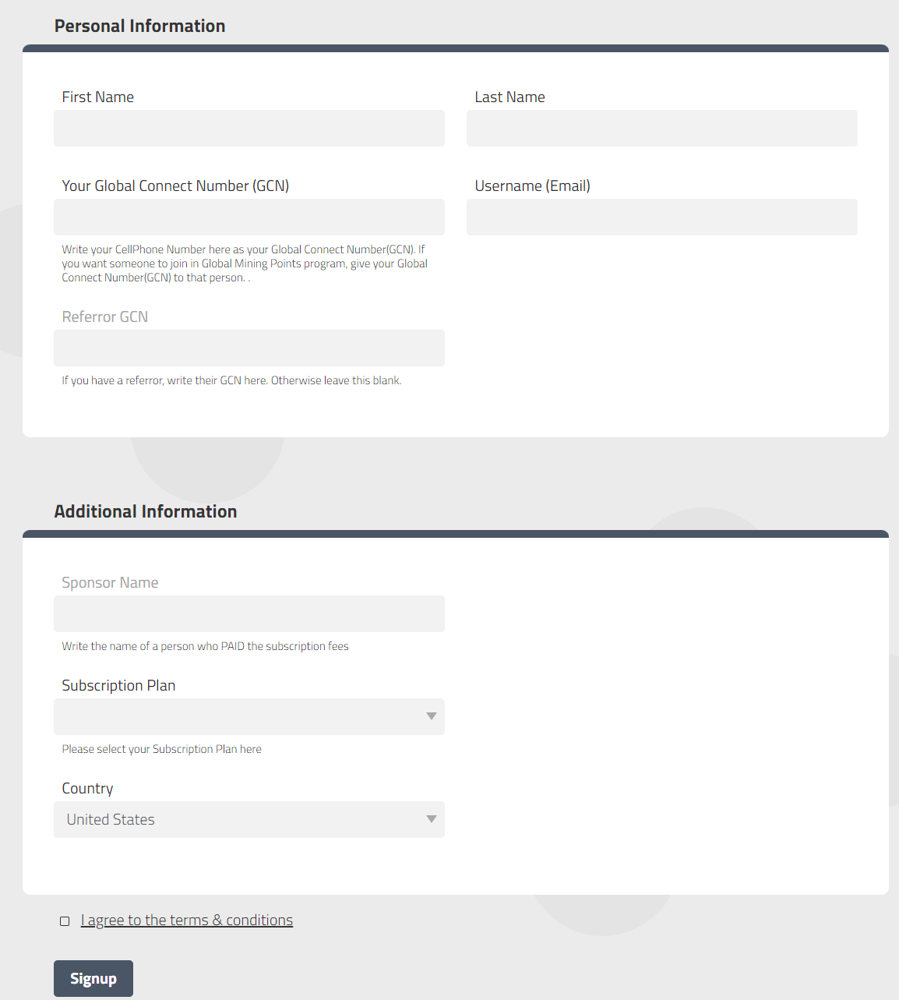 Personal Information
First Name
Last Name
Your Global Connect Number (GCN)
Username (Email)
Write your CellPhone Number here as your Global Connect Number(GCN). If
you want someone to join in Global Mining Points program, give your Global
Connect Number(GCN) to that person. .
Referror GCN
If you have a referror, write their GCN here. Otherwise leave this blank.
Additional Information
Sponsor Name
Write the name of a person who PAID the subscription fees
Subscription Plan
Please select your Subscription Plan here
Country
United States
I agree to the terms & conditions
Signup